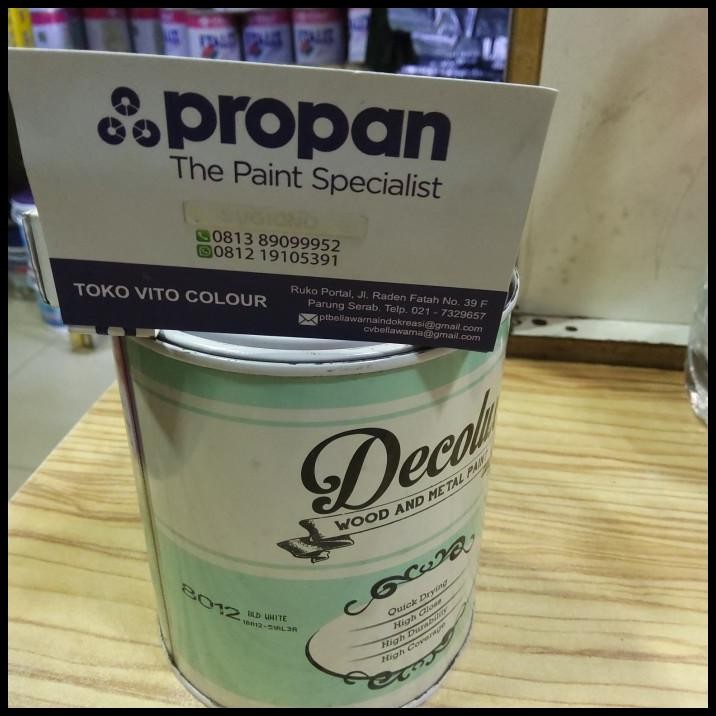 propan
The Paint Specialist
0813 89099952
0812 19105391
TOKO VITO COLOUR
Ruko Portal, Jl. Raden Fatah No. 39 F
Parung Serab. Telp. 021 - 7329657
ptbellawarnaindokreasi@gmail.com
cvbellawarna@gmail.com
Decolu
WOOD AND METAL PAINT
8012 OLD WHITE
Quick Drying
High Gloss
High Durability
High Coverage